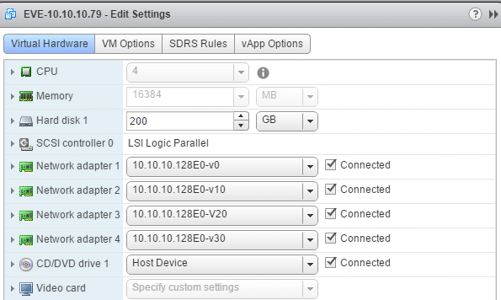 EVE-10.10.10.79 - Edit Settings
Virtual Hardware VM Options SDRS Rules vApp Options
CPU 4
Memory 16384 MB
Hard disk 1 200 GB
SCSI controller 0 LSI Logic Parallel
Network adapter 1 10.10.10.128E0-v0 Connected
Network adapter 2 10.10.10.128E0-v10 Connected
Network adapter 3 10.10.10.128E0-V20 Connected
Network adapter 4 10.10.10.128E0-v30 Connected
CD/DVD drive 1 Host Device Connected
Video card Specify custom settings